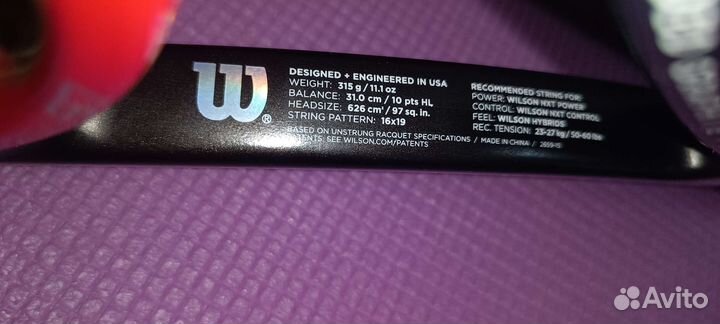 W®
DESIGNED + ENGINEERED IN USA
WEIGHT: 315 g / 11.1 oz
BALANCE: 31.0 cm / 10 pts HL
HEADSIZE: 626 cm² / 97 sq. in.
STRING PATTERN: 16x19
RECOMMENDED STRING FOR:
POWER: WILSON NXT POWER
CONTROL: WILSON NXT CONTROL
FEEL: WILSON HYBRIDS
REC. TENSION: 23-27 kg / 50-60 lbs
BASED ON UNSTRUNG RACQUET SPECIFICATIONS / MADE IN CHINA / 2659-15
PATENTS: SEE WILSON.COM/PATENTS
Avito